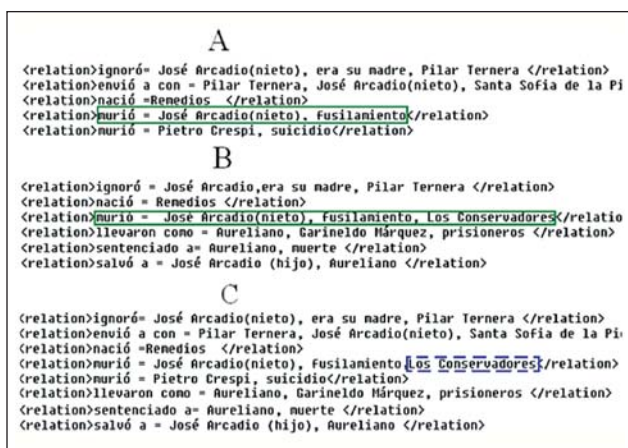 A
<relation>ignoró= José Arcadio(nieto), era su madre, Pilar Ternera </relation>
<relation>envió a con = Pilar Ternera, José Arcadio(nieto), Santa Sofia de la Pi
<relation>nació =Remedios </relation>
<relation>murió = José Arcadio(nieto), Fusilamiento</relation>
<relation>murió = Pietro Crespi, suicidio</relation>
B
<relation>ignoró = José Arcadio,era su madre, Pilar Ternera </relation>
<relation>nació = Remedios </relation>
<relation>murió = José Arcadio(nieto), Fusilamiento, Los Conservadores</relatio
<relation>llevaron como = Aureliano, Garineldo Márquez, prisioneros </relation>
<relation>sentenciado a= Aureliano, muerte </relation>
<relation>salvó a = José Arcadio (hijo), Aureliano </relation>
C
<relation>ignoró= José Arcadio(nieto), era su madre, Pilar Ternera </relation>
<relation>envió a con = Pilar Ternera, José Arcadio(nieto), Santa Sofia de la Pi
<relation>nació =Remedios </relation>
<relation>murió = José Arcadio(nieto), Fusilamiento,Los Conservadores</relation>
<relation>murió = Pietro Crespi, suicidio</relation>
<relation>llevaron como = Aureliano, Garineldo Márquez, prisioneros </relation>
<relation>sentenciado a= Aureliano, muerte </relation>
<relation>salvó a = José Arcadio (hijo), Aureliano </relation>